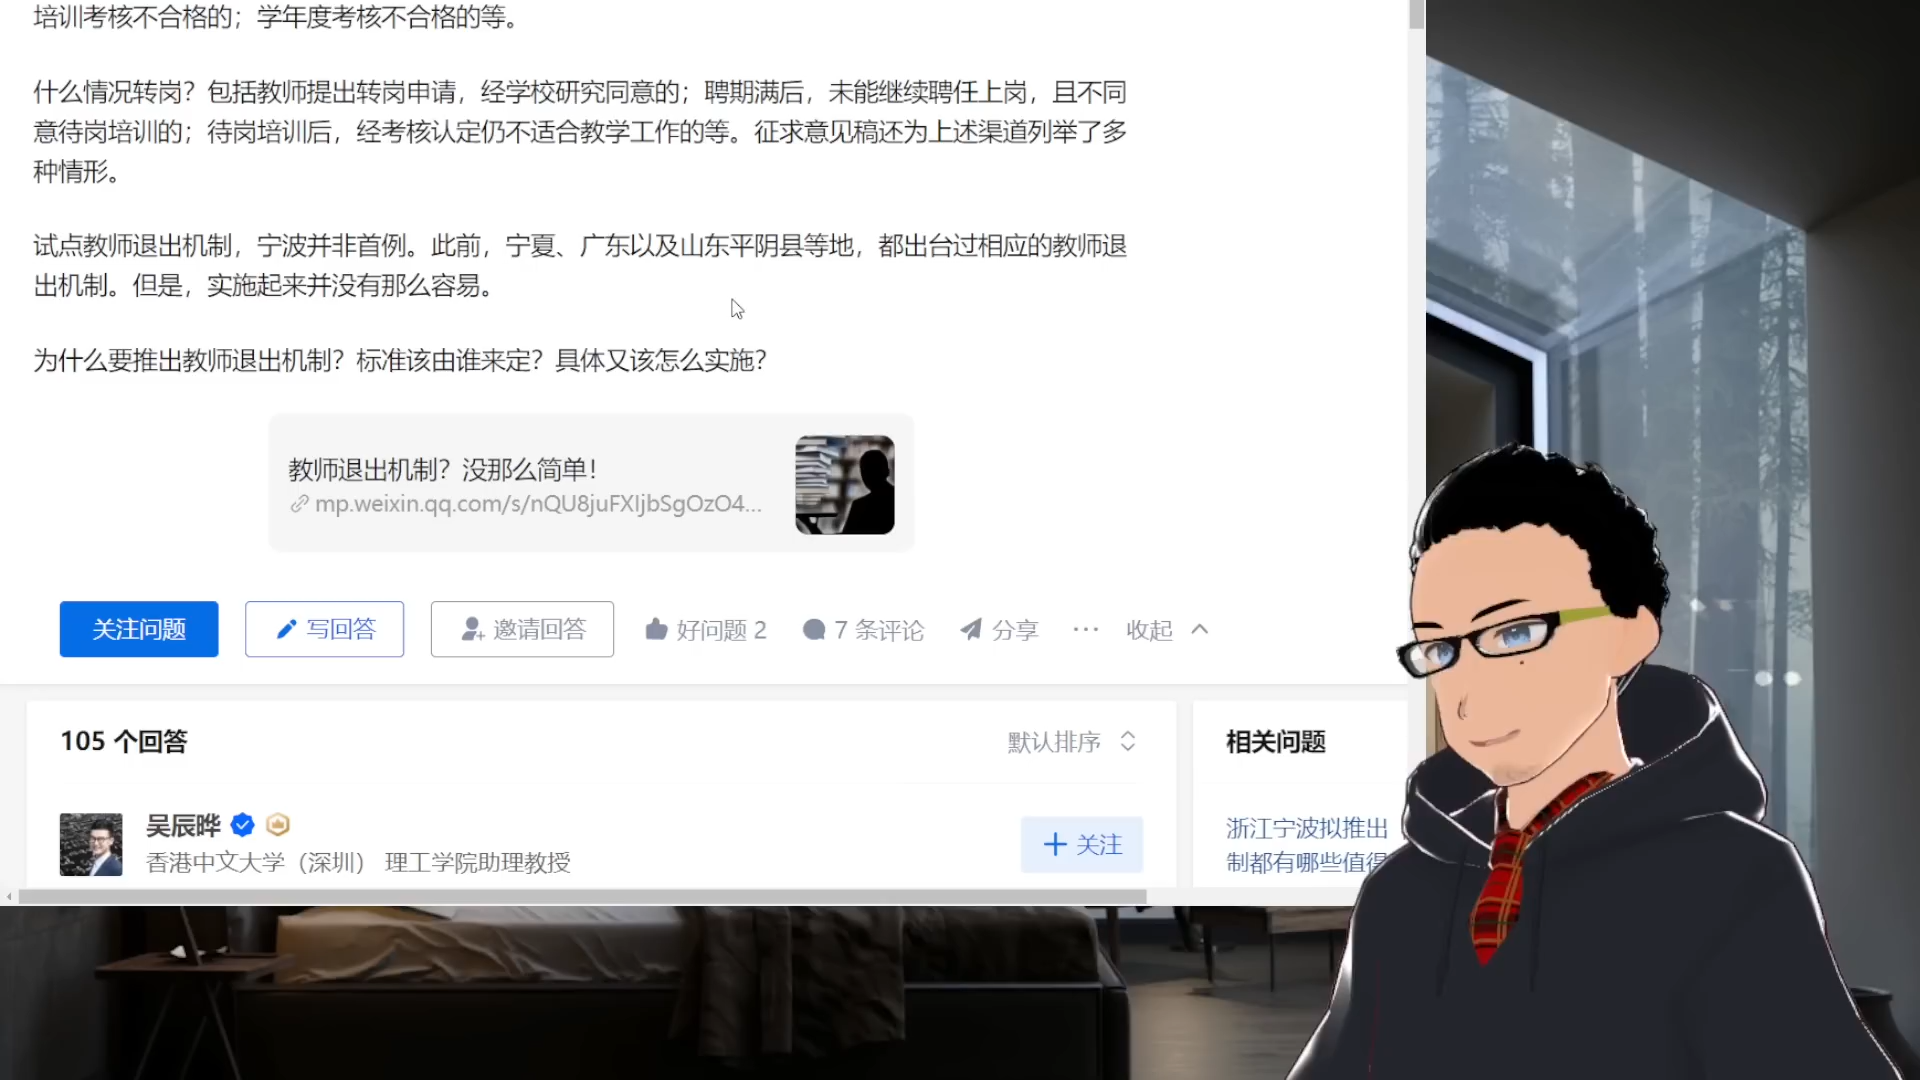 培训考核不合格的；学年度考核不合格的等。
什么情况转岗？包括教师提出转岗申请，经学校研究同意的；聘期满后，未能继续聘任上岗，且不同
意待岗培训的；待岗培训后，经考核认定仍不适合教学工作的等。征求意见稿还为上述渠道列举了多
种情形。
试点教师退出机制，宁波并非首例。此前，宁夏、广东以及山东平阴县等地，都出台过相应的教师退
出机制。但是，实施起来并没有那么容易。
为什么要推出教师退出机制？标准该由谁来定？具体又该怎么实施？
教师退出机制？没那么简单！
mp.weixin.qq.com/s/nQU8juFXIjbSgOzO4...
关注问题 写回答 邀请回答 好问题 2 7 条评论 分享 ··· 收起
105 个回答 默认排序
相关问题
吴辰晔
香港中文大学（深圳） 理工学院助理教授
+ 关注
浙江宁波拟推出
制都有哪些值得